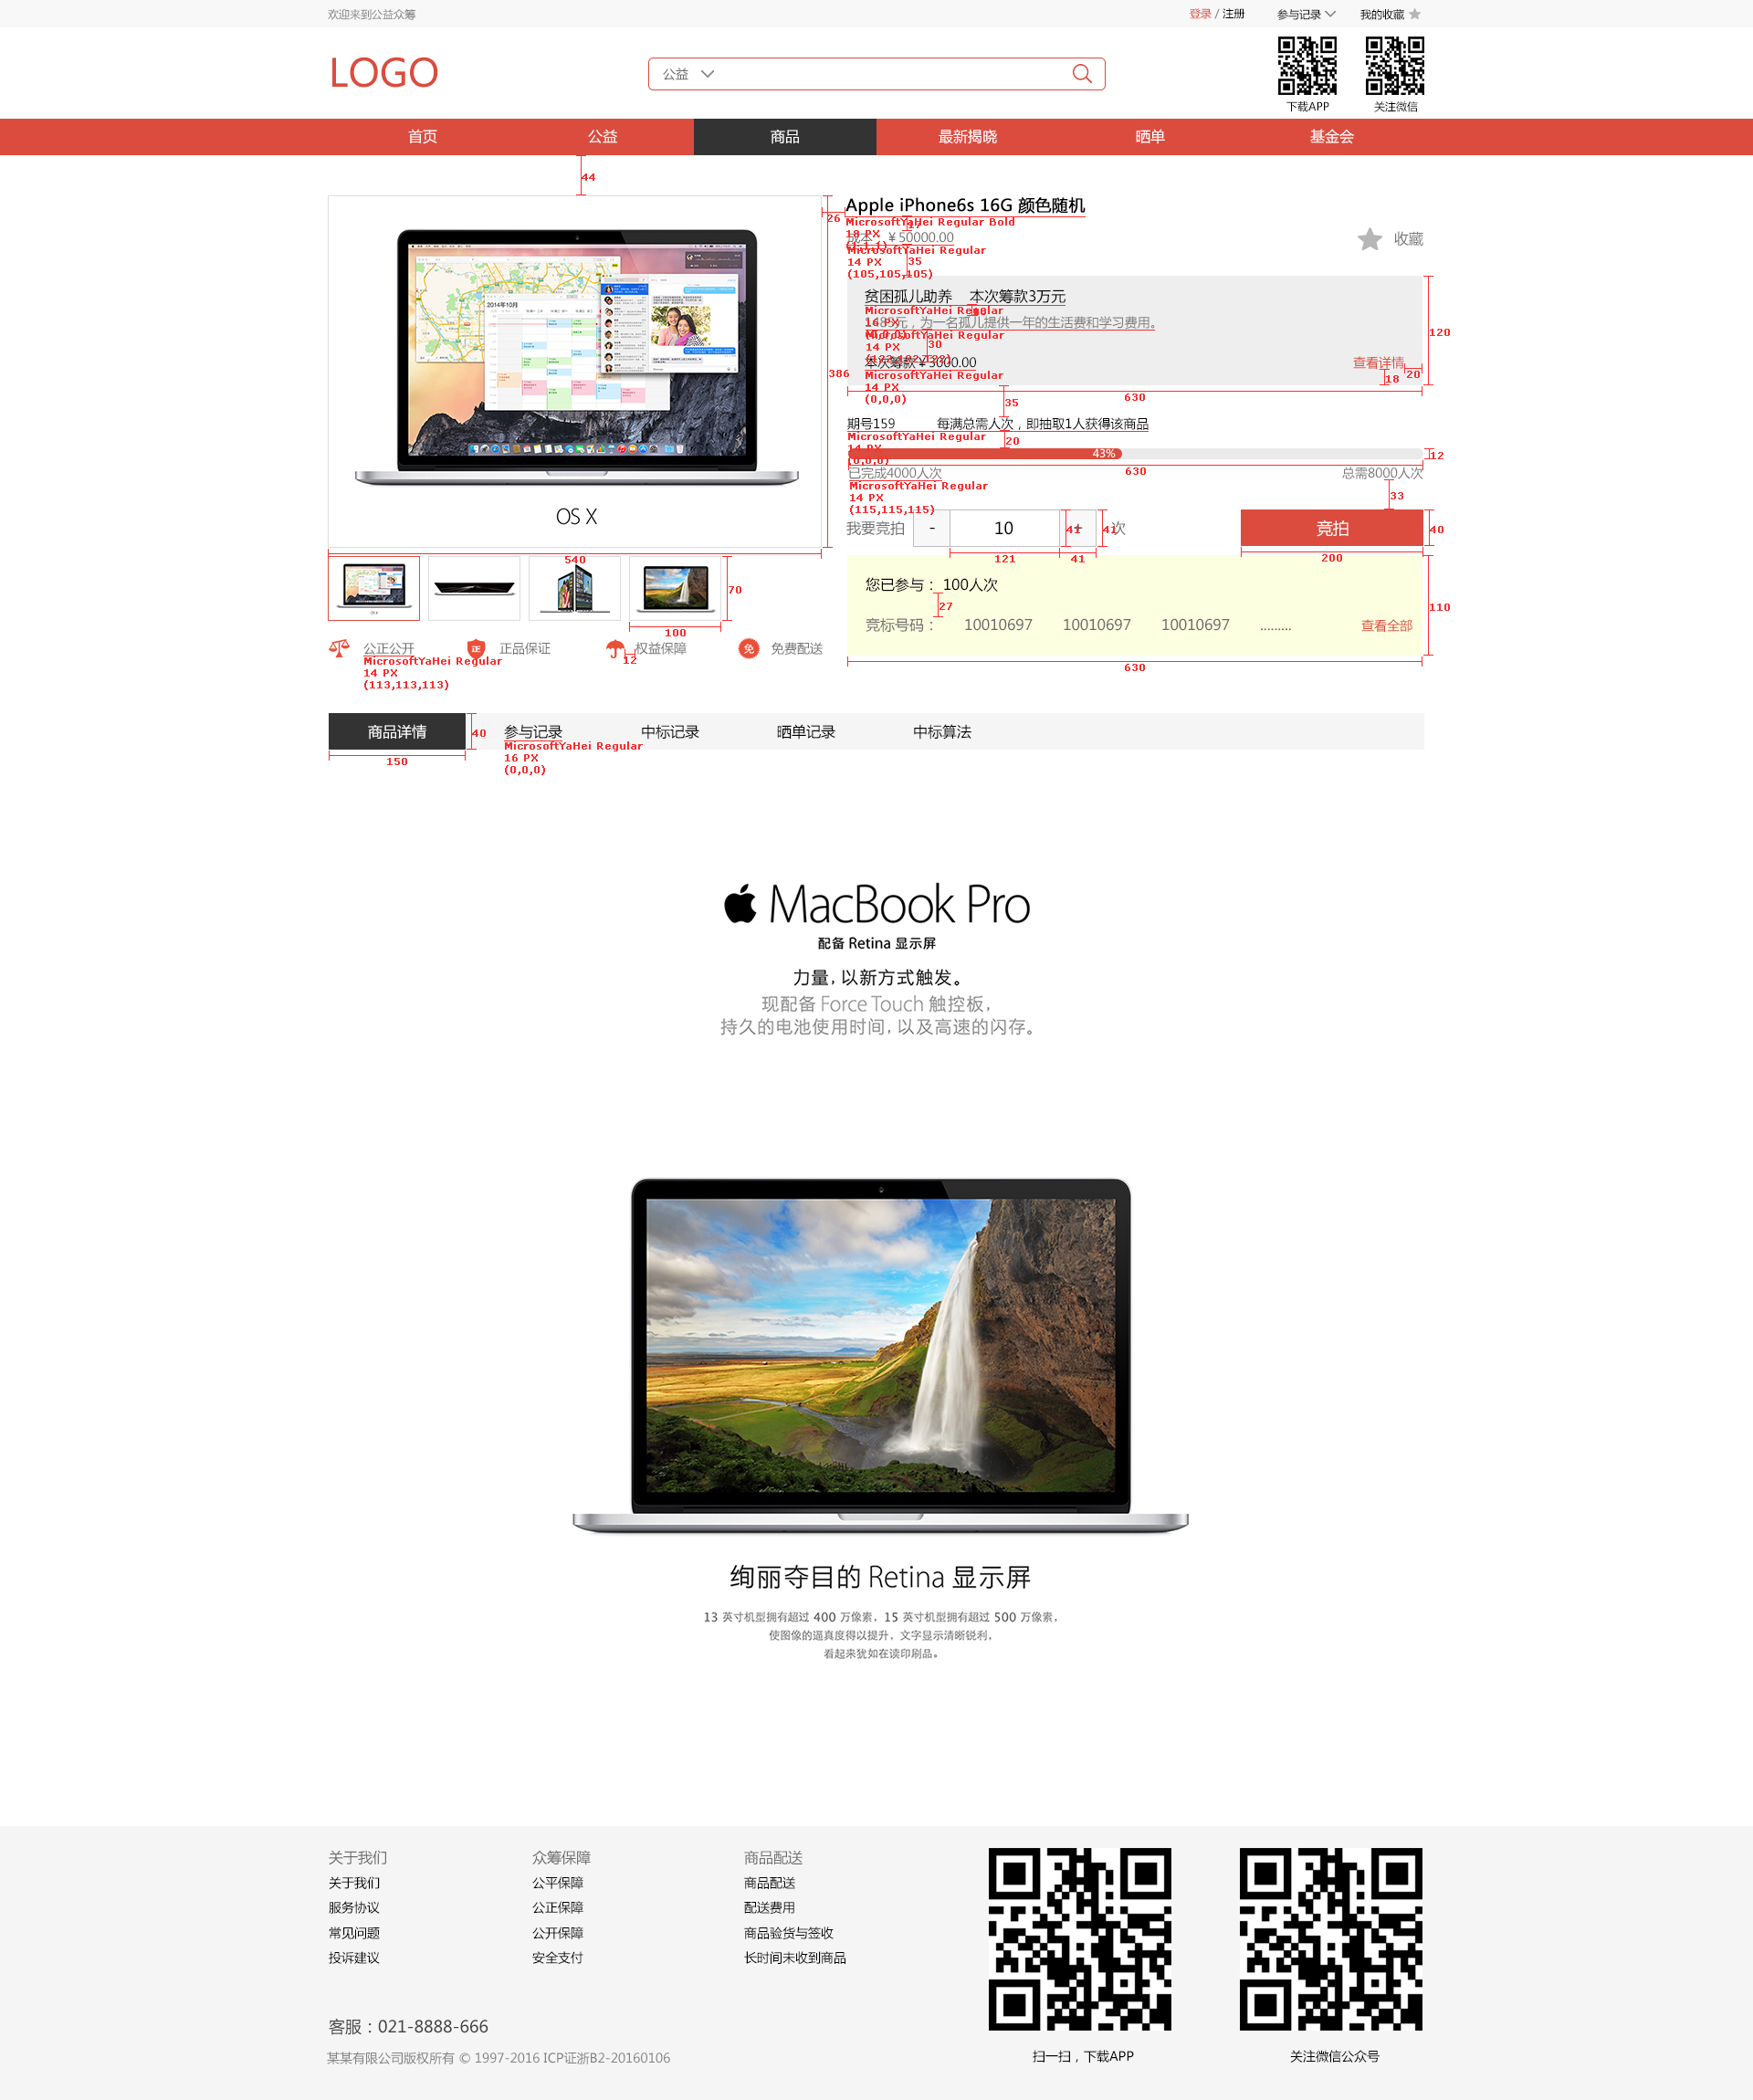 欢迎来到公益众筹
登录 / 注册
参与记录
我的收藏
LOGO
公益
下载APP
关注微信
首页
公益
商品
最新揭晓
晒单
基金会
44
26
Apple iPhone6s 16G 颜色随机
MicrosoftYaHei Regular Bold
18 PX
¥50000.00
MicrosoftYaHei Regular
14 PX
(105,105,105)
35
收藏
2014年10月
386
OS X
540
70
100
贫困孤儿助养 本次筹款3万元
MicrosoftYaHei Regular
元，为一名孤儿提供一年的生活费和学习费用。
MicrosoftYaHei Regular
14 PX
30
本次筹款¥3000.00
MicrosoftYaHei Regular
14 PX
(0,0,0)
查看详情
18
20
120
630
35
期号159 每满总需人次，即抽取1人获得该商品
MicrosoftYaHei Regular
14 PX
(0,0,0)
20
43%
12
630
已完成4000人次
总需8000人次
MicrosoftYaHei Regular
14 PX
(115,115,115)
33
我要竞拍
-
10
+
次
41
41
121
41
竞拍
40
200
您已参与： 100人次
27
竞标号码： 10010697 10010697 10010697 .........
查看全部
110
630
公正公开
正
正品保证
权益保障
免
免费配送
12
MicrosoftYaHei Regular
14 PX
(113,113,113)
商品详情
参与记录
中标记录
晒单记录
中标算法
40
150
MicrosoftYaHei Regular
16 PX
(0,0,0)
MacBook Pro
配备 Retina 显示屏
力量，以新方式触发。
现配备 Force Touch 触控板，
持久的电池使用时间，以及高速的闪存。
绚丽夺目的 Retina 显示屏
13 英寸机型拥有超过 400 万像素，15 英寸机型拥有超过 500 万像素，
使图像的逼真度得以提升，文字显示清晰锐利，
看起来犹如在读印刷品。
关于我们
关于我们
服务协议
常见问题
投诉建议
众筹保障
公平保障
公正保障
公开保障
安全支付
商品配送
商品配送
配送费用
商品验货与签收
长时间未收到商品
客服：021-8888-666
某某有限公司版权所有 © 1997-2016 ICP证浙B2-20160106
扫一扫，下载APP
关注微信公众号